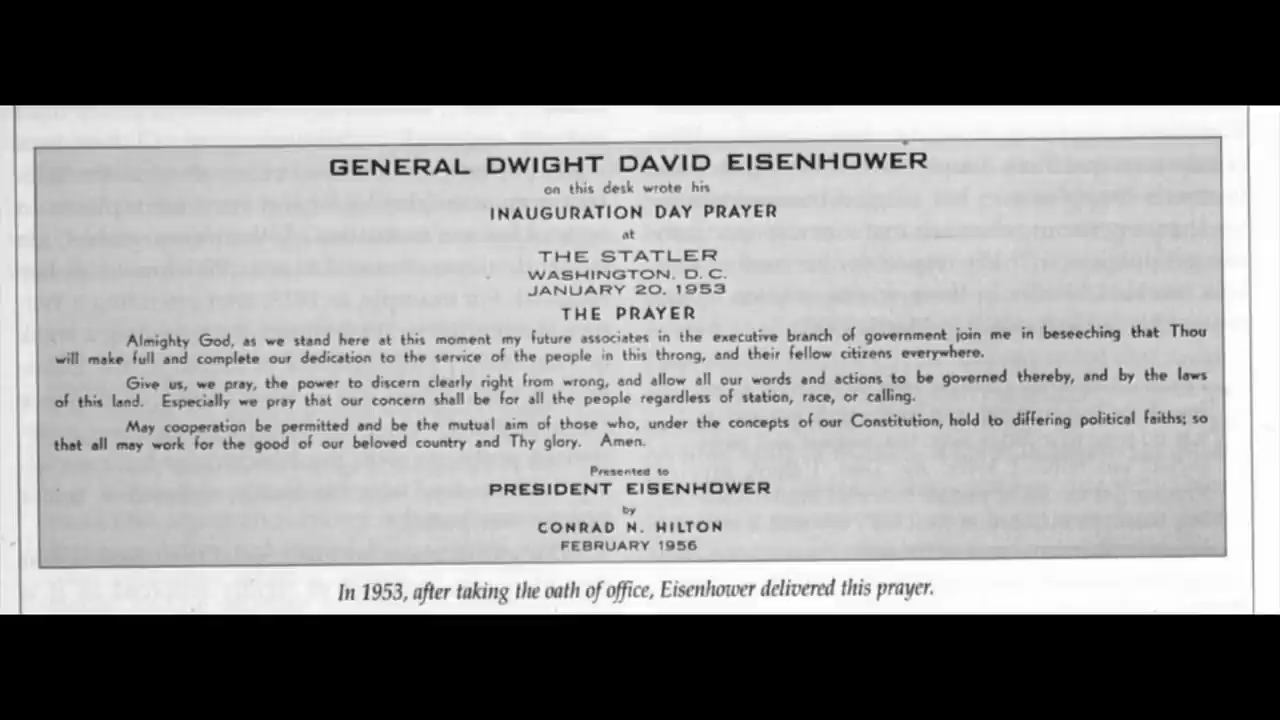 GENERAL DWIGHT DAVID EISENHOWER
on this desk wrote his
INAUGURATION DAY PRAYER
at
THE STATLER
WASHINGTON, D.C.
JANUARY 20, 1953
THE PRAYER
Almighty God, as we stand here at this moment my future associates in the executive branch of government join me in beseeching that Thou
will make full and complete our dedication to the service of the people in this throng, and their fellow citizens everywhere.
Give us, we pray, the power to discern clearly right from wrong, and allow all our words and actions to be governed thereby, and by the laws
of this land. Especially we pray that our concern shall be for all the people regardless of station, race, or calling.
May cooperation be permitted and be the mutual aim of those who, under the concepts of our Constitution, hold to differing political faiths; so
that all may work for the good of our beloved country and Thy glory. Amen.
Presented to
PRESIDENT EISENHOWER
by
CONRAD N. HILTON
FEBRUARY 1956
In 1953, after taking the oath of office, Eisenhower delivered this prayer.